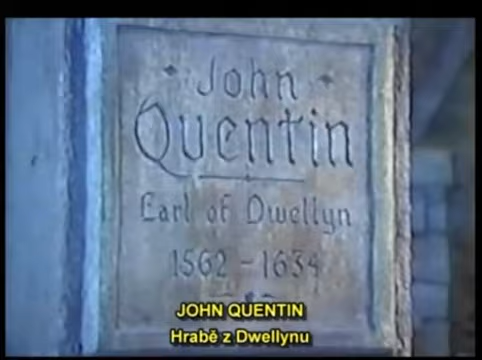 John
Quentin
Earl of Dwellyn
1562 - 1634
JOHN QUENTIN
Hrabě z Dwellynu